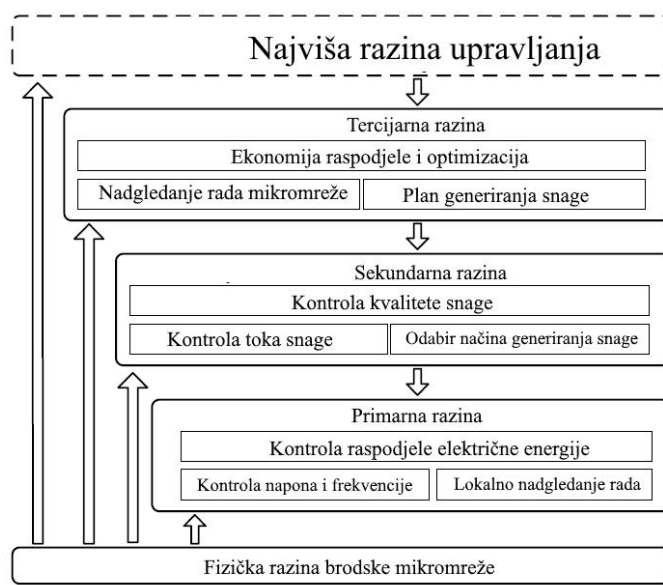 Najviša razina upravljanja
Tercijarna razina
Ekonomija raspodjele i optimizacija
Nadgledanje rada mikromreže
Plan generiranja snage
Sekundarna razina
Kontrola kvalitete snage
Kontrola toka snage
Odabir načina generiranja snage
Primarna razina
Kontrola raspodjele električne energije
Kontrola napona i frekvencije
Lokalno nadgledanje rada
Fizička razina brodske mikromreže